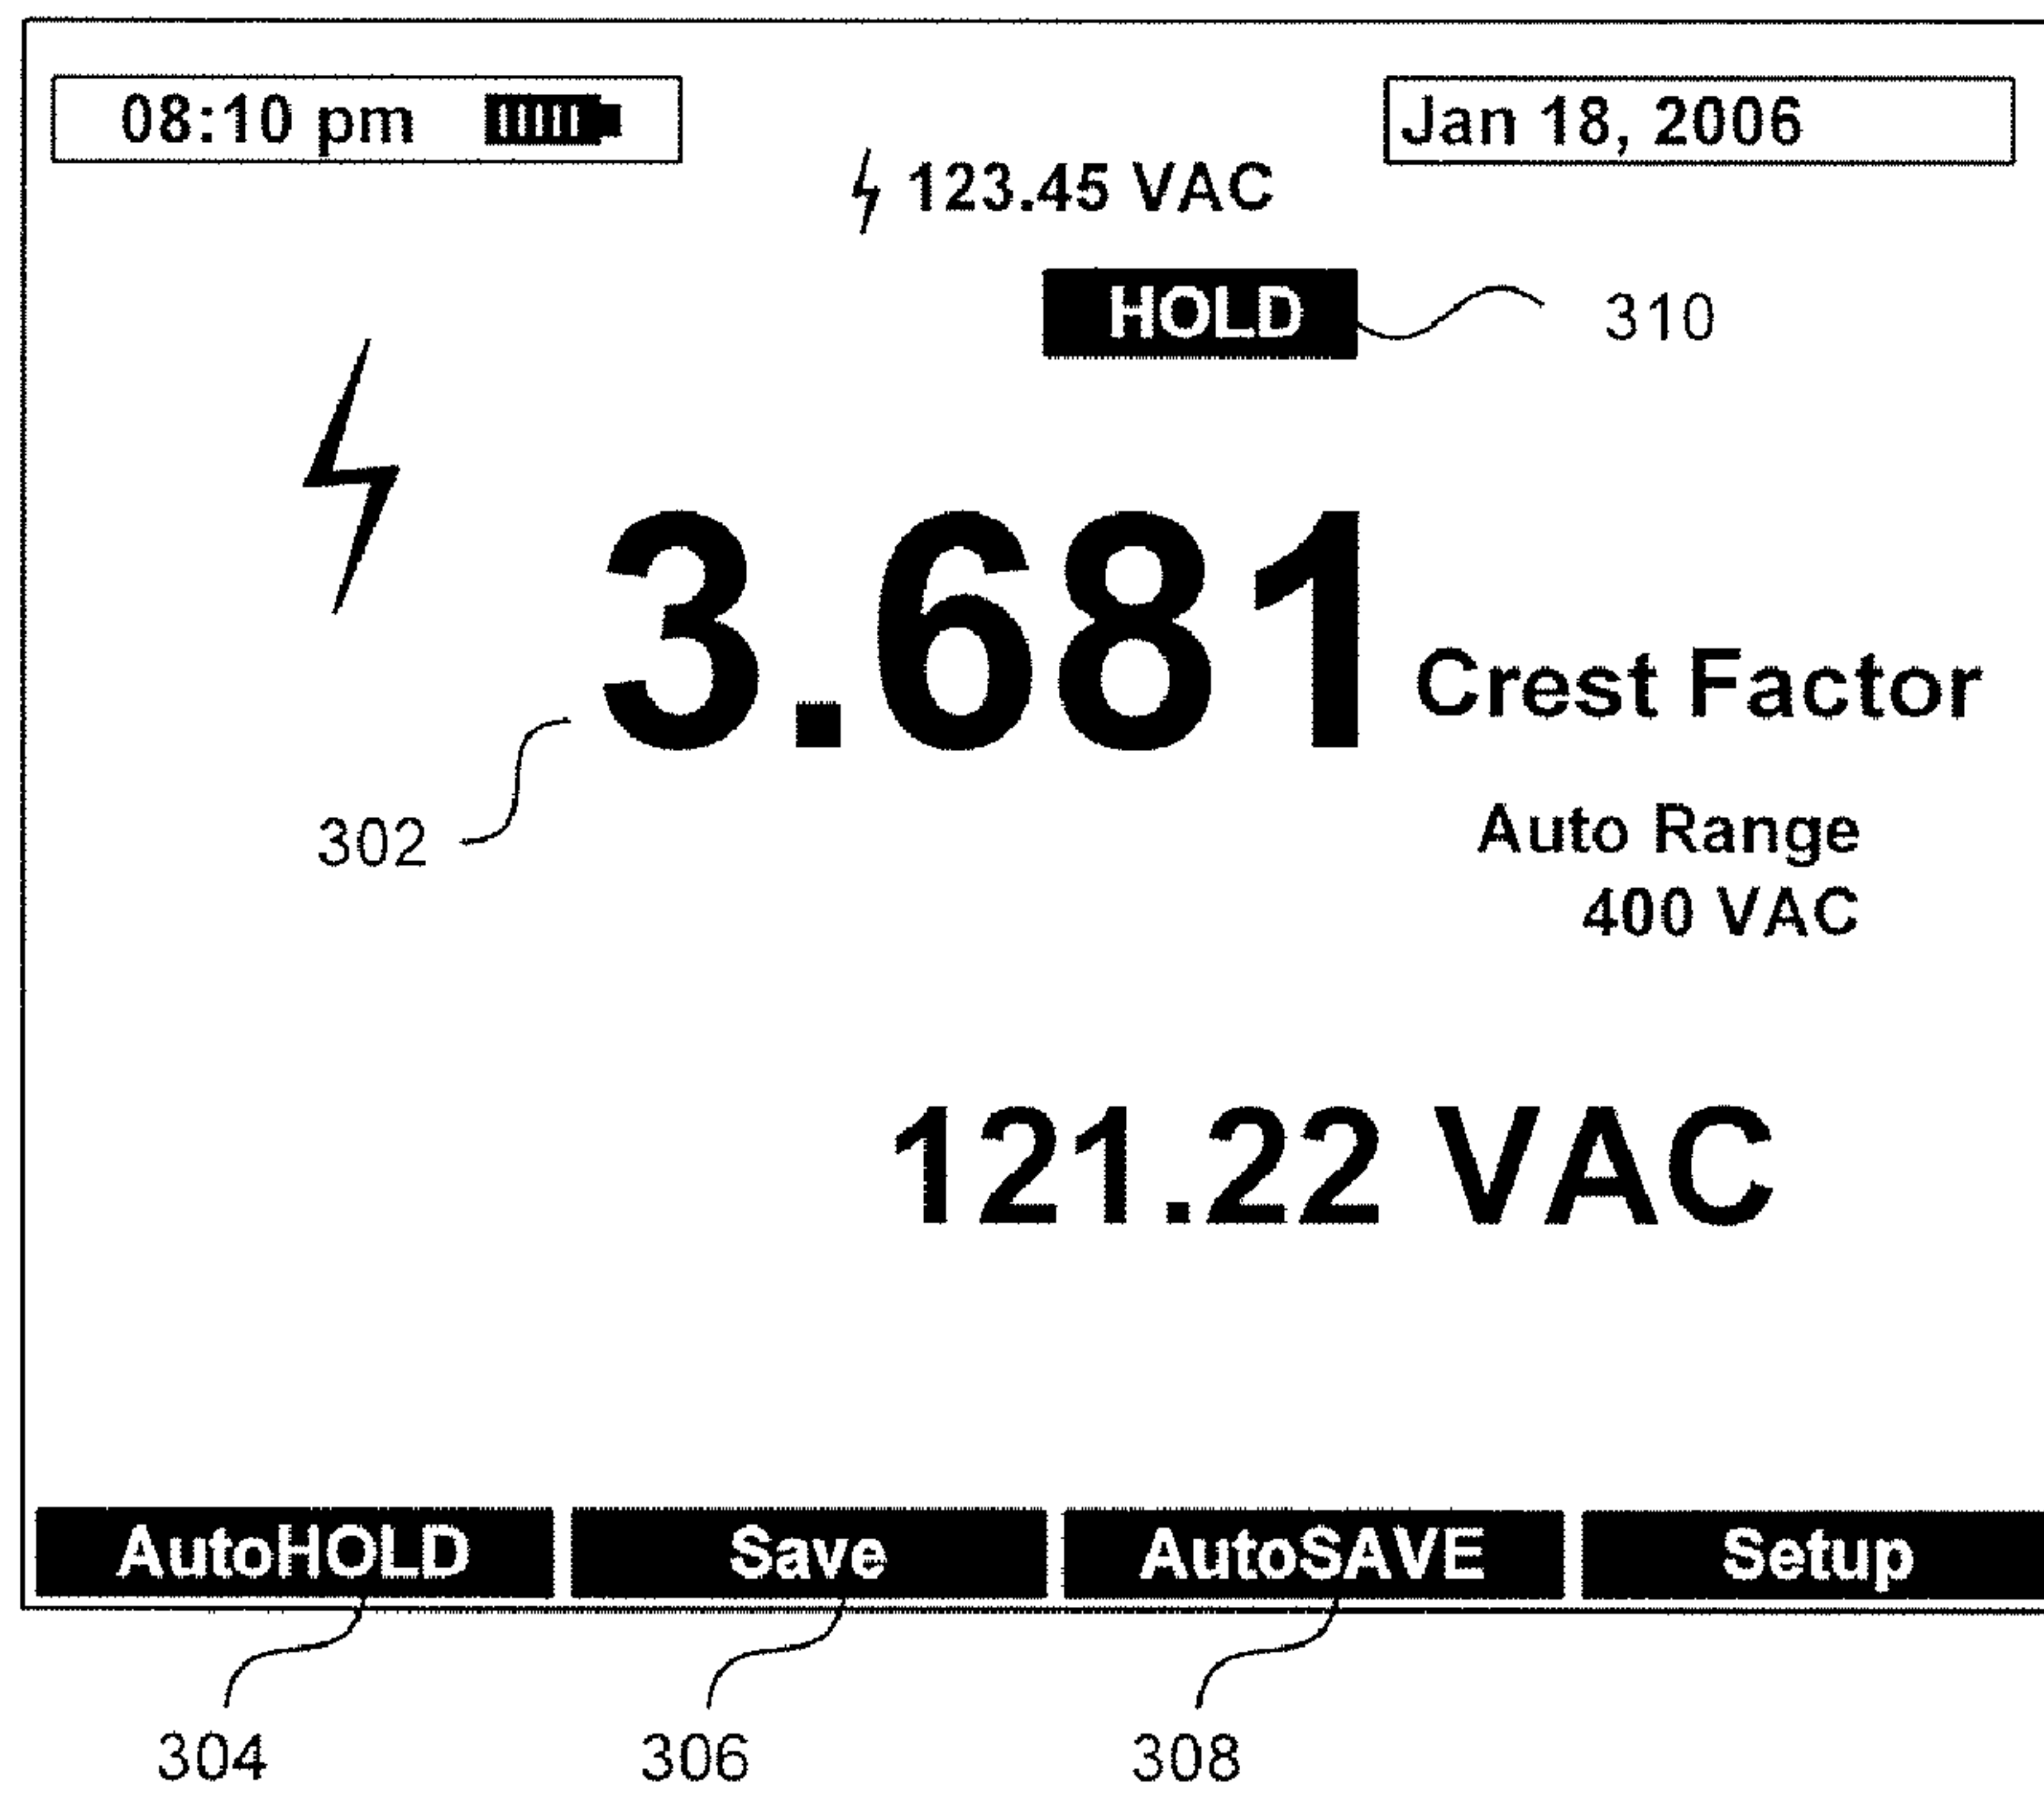 08:10 pm
Jan 18, 2006
123.45 VAC
HOLD
310
3.681 Crest Factor
302
Auto Range
400 VAC
121.22 VAC
AutoHOLD Save AutoSAVE Setup
304 306 308